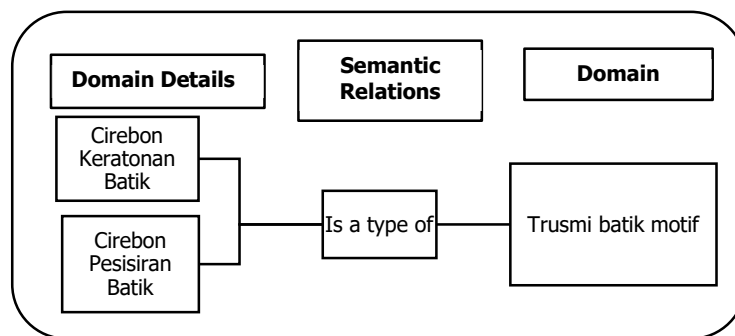 Domain Details
Semantic
Relations
Domain
Cirebon
Keratonan
Batik
Cirebon
Pesisiran
Batik
Is a type of
Trusmi batik motif